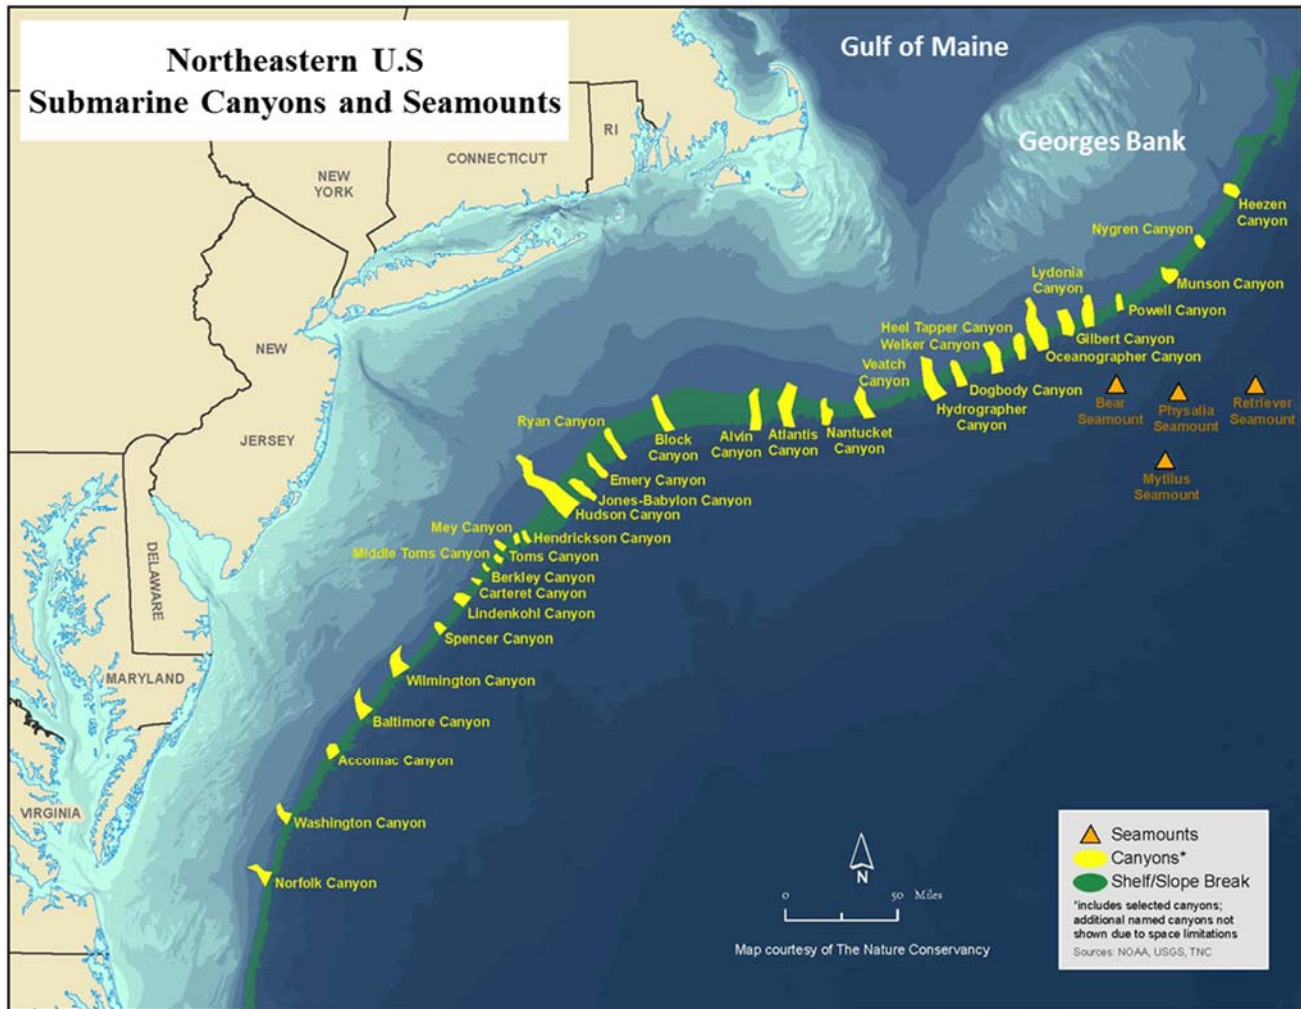 Northeastern U.S
Submarine Canyons and Seamounts
Gulf of Maine
Georges Bank
RI
CONNECTICUT
NEW
YORK
NEW
JERSEY
DELAWARE
MARYLAND
VIRGINIA
Heezen
Canyon
Nygren Canyon
Munson Canyon
Lydonia
Canyon
Powell Canyon
Gilbert Canyon
Oceanographer Canyon
Heel Tapper Canyon
Welker Canyon
Veatch
Canyon
Dogbody Canyon
Hydrographer
Canyon
Bear
Seamount
Physalia
Seamount
Retriever
Seamount
Mytilus
Seamount
Nantucket
Canyon
Atlantis
Canyon
Alvin
Canyon
Block
Canyon
Ryan Canyon
Emery Canyon
Jones-Babylon Canyon
Hudson Canyon
Mey Canyon
Hendrickson Canyon
Middle Toms Canyon
Toms Canyon
Berkley Canyon
Carteret Canyon
Lindenkohl Canyon
Spencer Canyon
Wilmington Canyon
Baltimore Canyon
Accomac Canyon
Washington Canyon
Norfolk Canyon
N
0 50 Miles
Map courtesy of The Nature Conservancy
Seamounts
Canyons*
Shelf/Slope Break
*includes selected canyons;
additional named canyons not
shown due to space limitations
Sources: NOAA, USGS, TNC